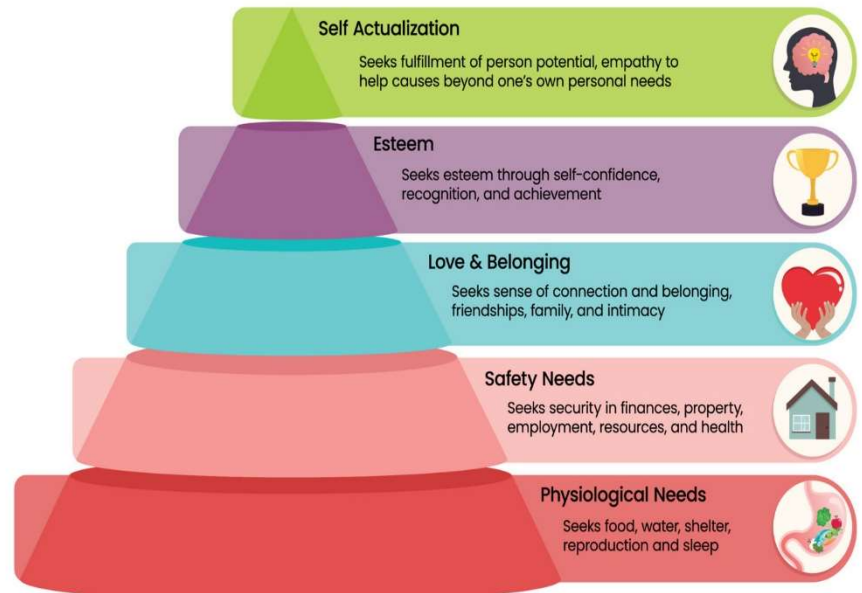 Self Actualization
Seeks fulfillment of person potential, empathy to
help causes beyond one's own personal needs
Esteem
Seeks esteem through self-confidence,
recognition, and achievement
Love & Belonging
Seeks sense of connection and belonging,
friendships, family, and intimacy
Safety Needs
Seeks security in finances, property,
employment, resources, and health
Physiological Needs
Seeks food, water, shelter,
reproduction and sleep